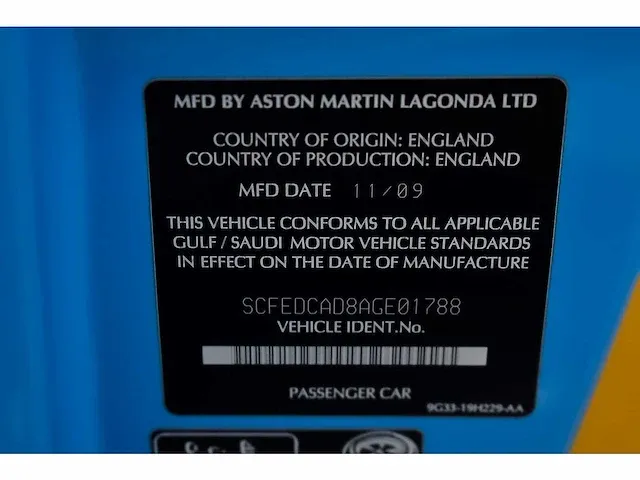 MFD BY ASTON MARTIN LAGONDA LTD
COUNTRY OF ORIGIN: ENGLAND
COUNTRY OF PRODUCTION: ENGLAND
MFD DATE 11/09
THIS VEHICLE CONFORMS TO ALL APPLICABLE
GULF / SAUDI MOTOR VEHICLE STANDARDS
IN EFFECT ON THE DATE OF MANUFACTURE
SCFEDCAD8AGE01788
VEHICLE IDENT.No.
PASSENGER CAR
9G33-19H229-AA